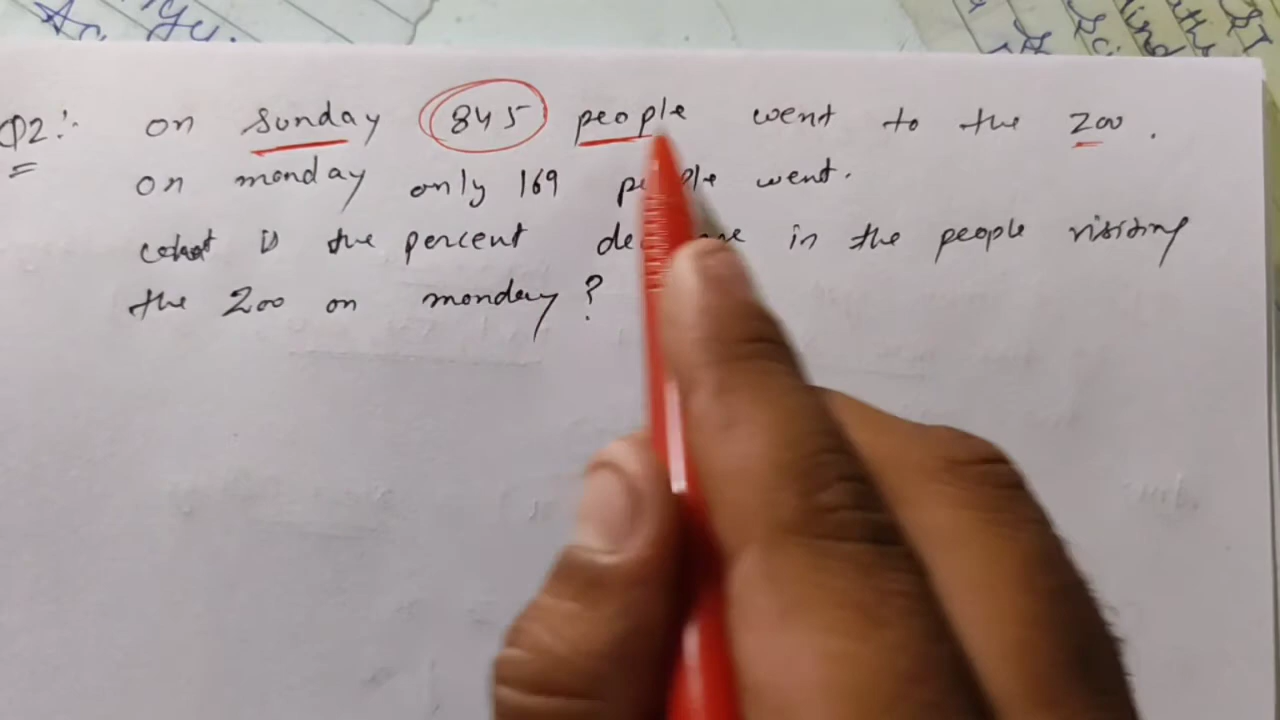 Q2:- on Sunday 845 people went to the zoo.
on monday only 169 people went.
what is the percent in the people visiting
the zoo on monday?